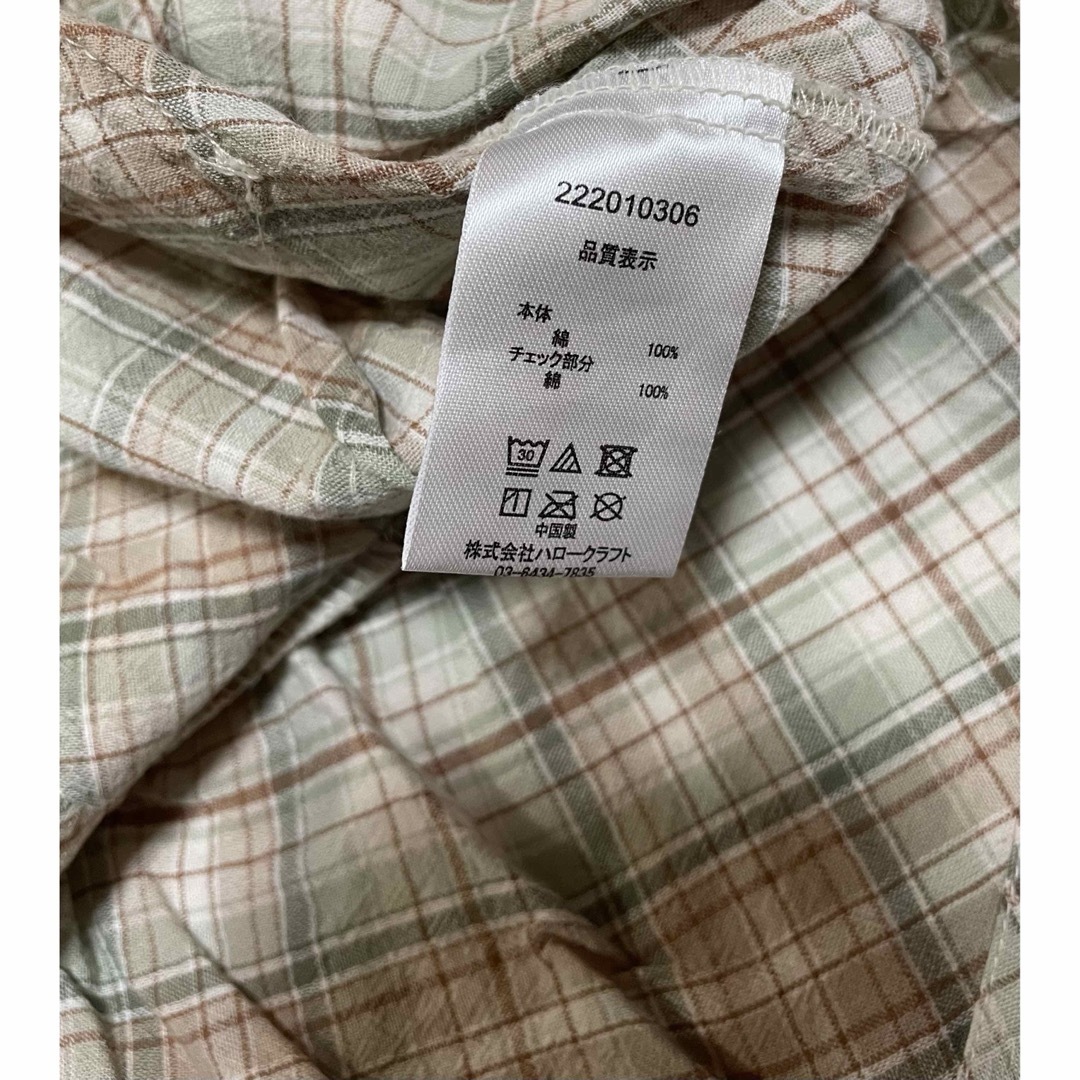 222010306
品質表示
本体
綿 100%
チェック部分
綿 100%
30
中国製
株式会社ハロークラフト
03-6434-7835